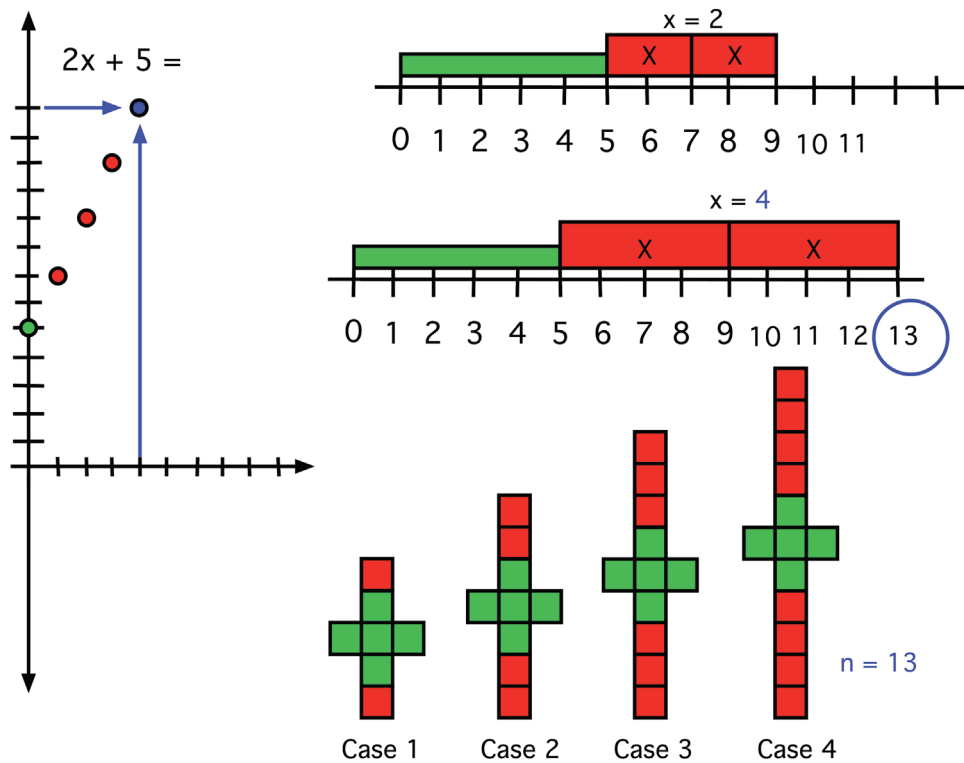 2x + 5 =
x = 2
X X
0 1 2 3 4 5 6 7 8 9 10 11
x = 4
X X
0 1 2 3 4 5 6 7 8 9 10 11 12 13
n = 13
Case 1 Case 2 Case 3 Case 4